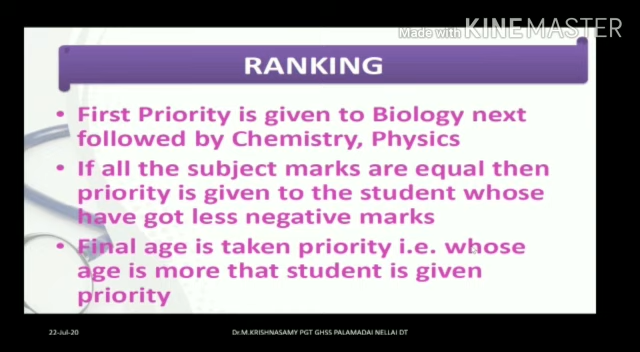 Made with KINEMASTER
RANKING
• First Priority is given to Biology next
followed by Chemistry, Physics
• If all the subject marks are equal then
priority is given to the student whose
have got less negative marks
• Final age is taken priority i.e. whose
age is more that student is given
priority
22-Jul-20 Dr.M.KRISHNASAMY PGT GHSS PALAMADAI NELLAI DT